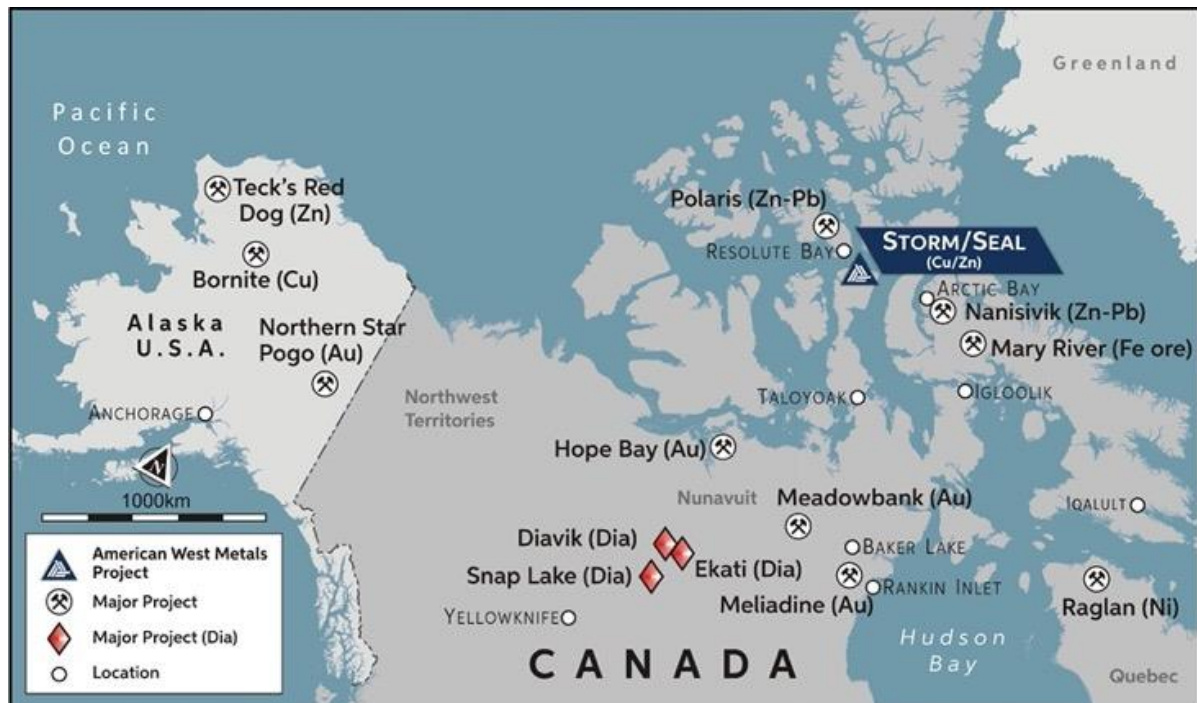 Greenland
Pacific
Ocean
Teck's Red
Dog (Zn)
Bornite (Cu)
Alaska
U.S.A.
Northern Star
Pogo (Au)
ANCHORAGE
N
1000km
American West Metals
Project
Major Project
Major Project (Dia)
Location
Northwest
Territories
Polaris (Zn-Pb)
RESOLUTE BAY
STORM/SEAL
(Cu/Zn)
ARCTIC BAY
Nanisivik (Zn-Pb)
Mary River (Fe ore)
TALOYOAK
IGLOOLIK
Hope Bay (Au)
Nunavuit
Meadowbank (Au)
IQALULT
Diavik (Dia)
Ekati (Dia)
Snap Lake (Dia)
BAKER LAKE
Meliadine (Au)
RANKIN INLET
Raglan (Ni)
YELLOWKNIFE
Hudson
Bay
CANADA
Quebec